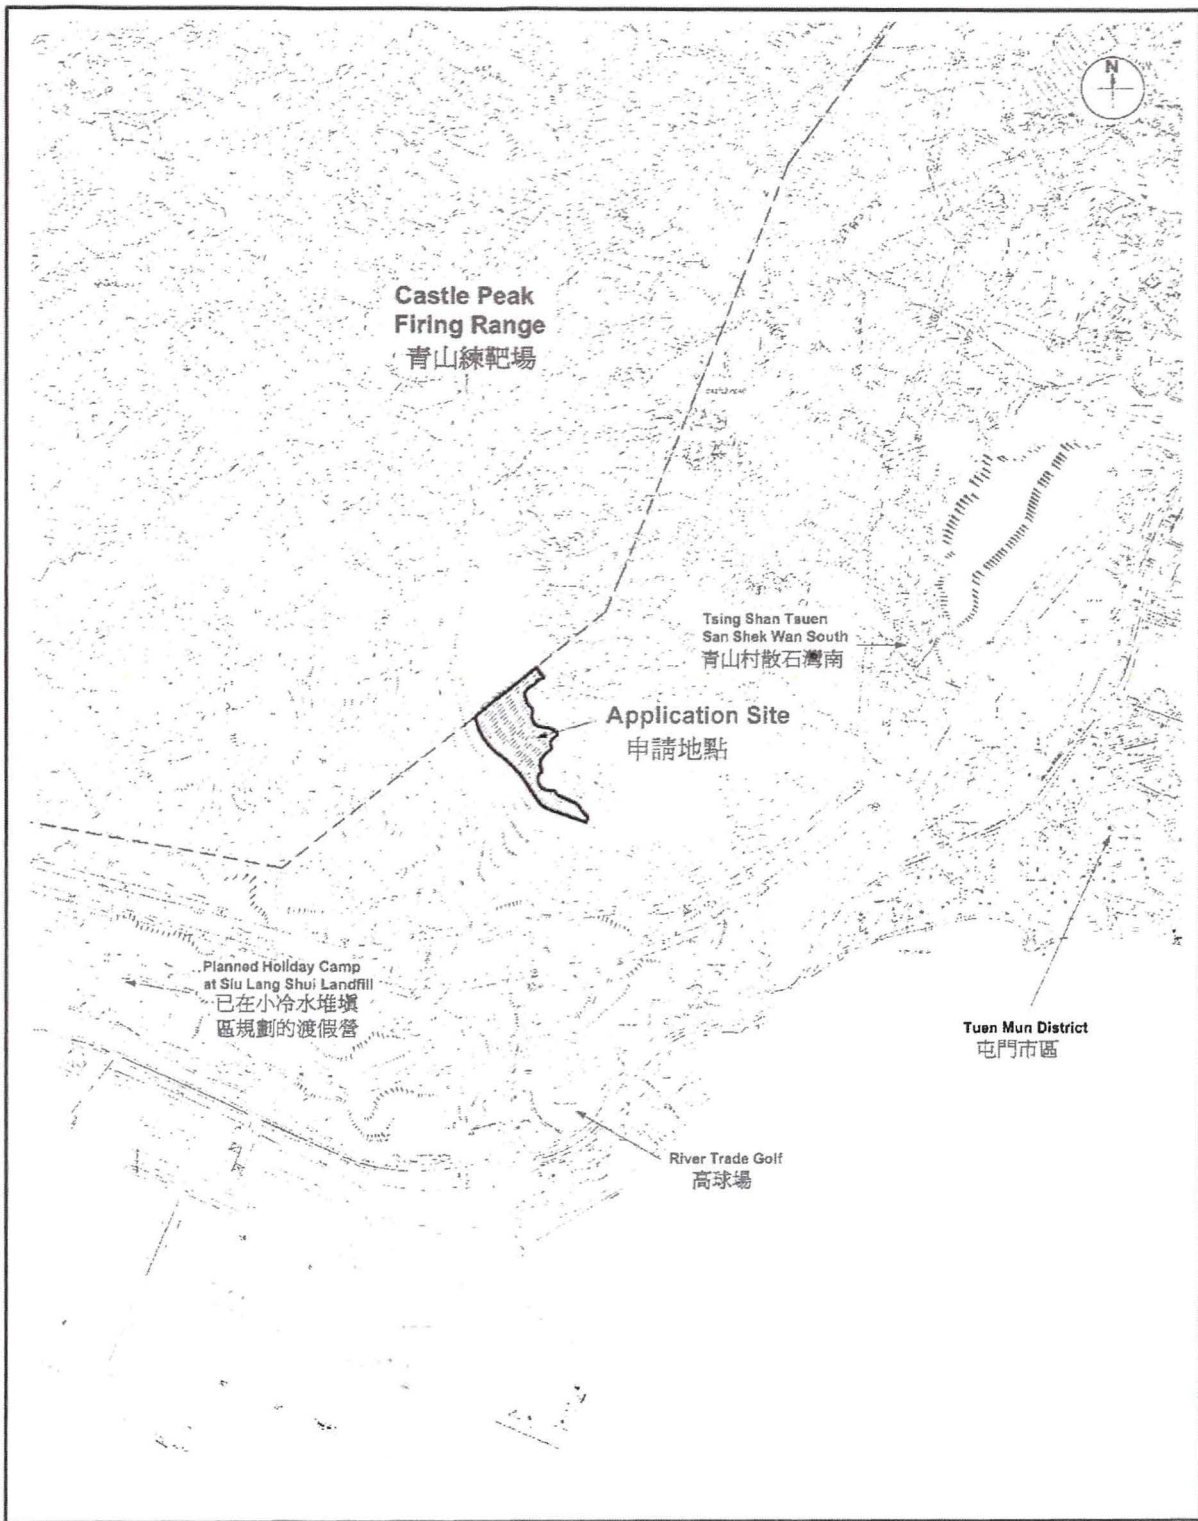 N
Castle Peak
Firing Range
青山練靶場
Tsing Shan Tsuen
San Shek Wan South
青山村散石灣南
Application Site
申請地點
Planned Holiday Camp
at Siu Lang Shui Landfill
已在小冷水堆填
區規劃的渡假營
Tuen Mun District
屯門市區
River Trade Golf
高球場